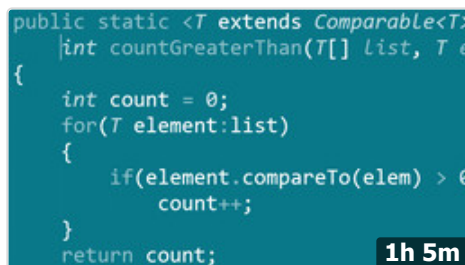 public static <T extends Comparable<T>
int countGreaterThan(T[] list, T e
{
int count = 0;
for(T element:list)
{
if(element.compareTo(elem) > 0
count++;
}
return count;
1h 5m